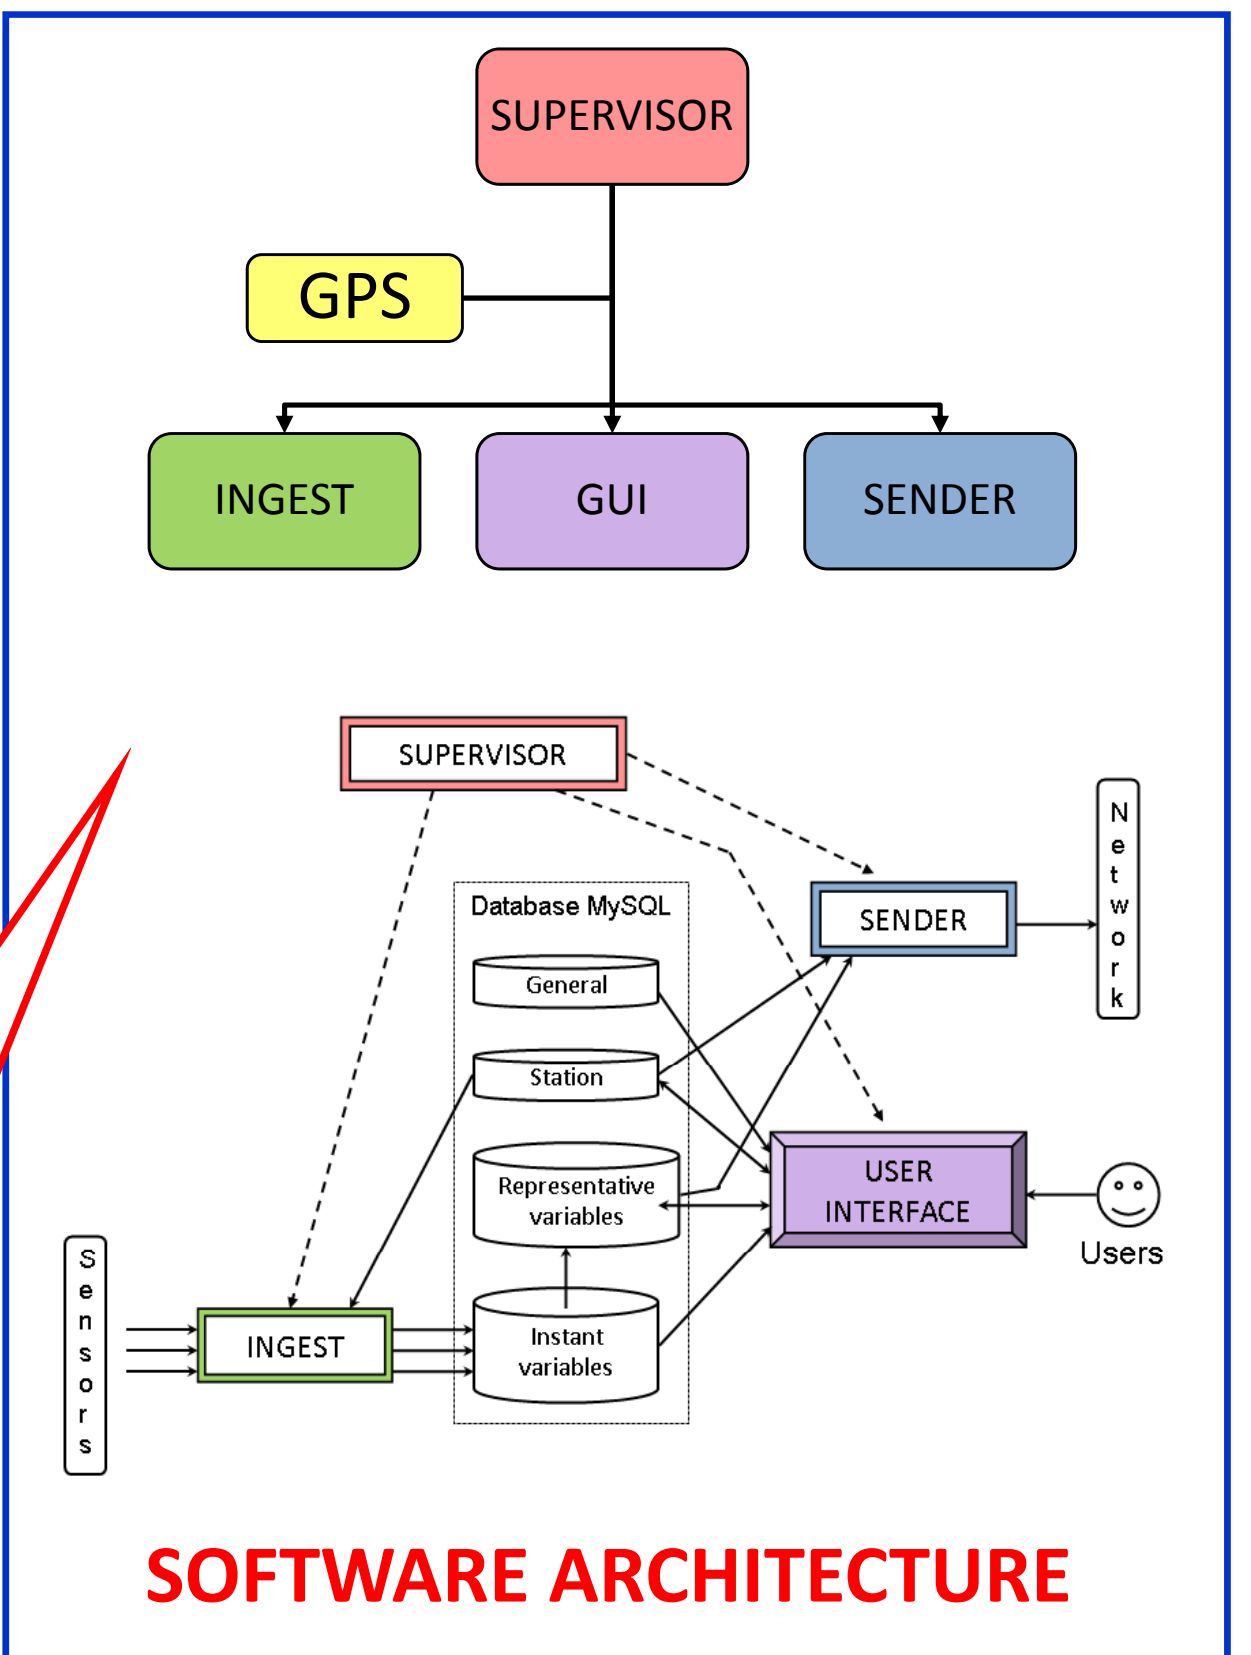 SUPERVISOR
GPS
INGEST
GUI
SENDER
SUPERVISOR
Network
Database MySQL
SENDER
General
Station
Representative
variables
USER
INTERFACE
Users
Sensors
INGEST
Instant
variables
SOFTWARE ARCHITECTURE